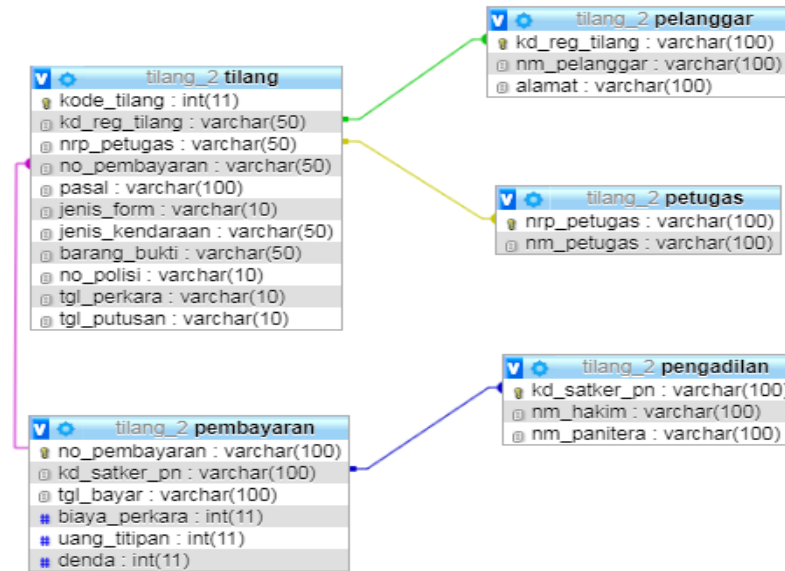 tilang_2 tilang
kode_tilang : int(11)
kd_reg_tilang : varchar(50)
nrp_petugas : varchar(50)
no_pembayaran : varchar(50)
pasal : varchar(100)
jenis_form : varchar(10)
jenis_kendaraan : varchar(50)
barang_bukti : varchar(50)
no_polisi : varchar(10)
tgl_perkara : varchar(10)
tgl_putusan : varchar(10)
tilang_2 pelanggar
kd_reg_tilang : varchar(100)
nm_pelanggar : varchar(100)
alamat : varchar(100)
tilang_2 petugas
nrp_petugas : varchar(100)
nm_petugas : varchar(100)
tilang_2 pembayaran
no_pembayaran : varchar(100)
kd_satker_pn : varchar(100)
tgl_bayar : varchar(100)
biaya_perkara : int(11)
uang_titipan : int(11)
denda : int(11)
tilang_2 pengadilan
kd_satker_pn : varchar(100)
nm_hakim : varchar(100)
nm_panitera : varchar(100)